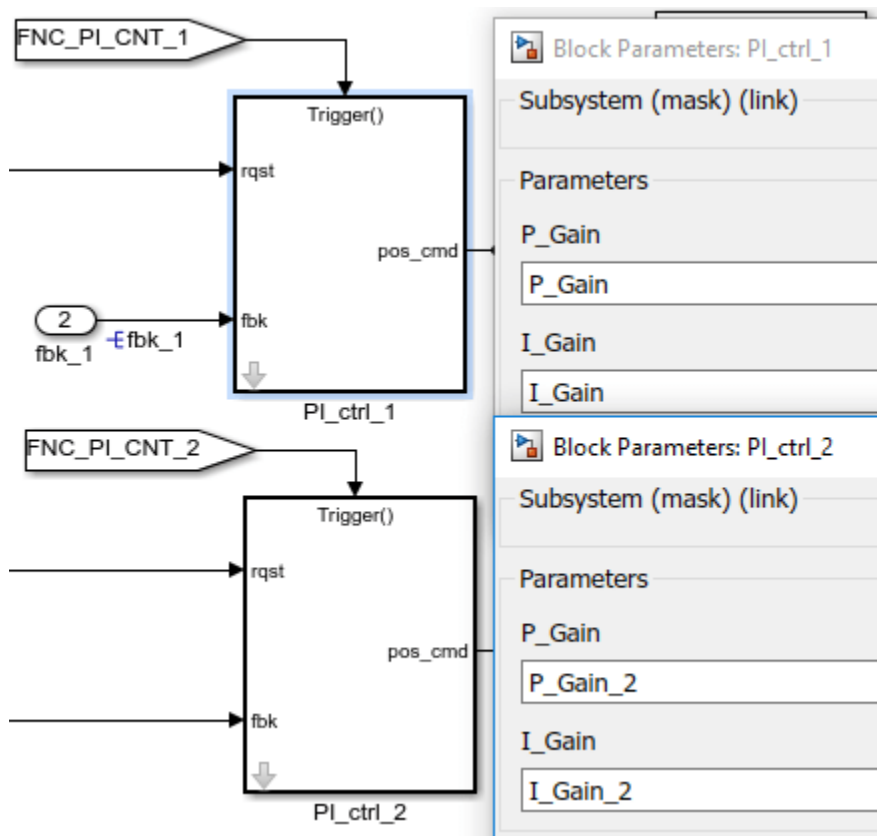 FNC_PI_CNT_1
Trigger()
rqst
pos_cmd
2
fbk_1
fbk_1
fbk
PI_ctrl_1
Block Parameters: PI_ctrl_1
Subsystem (mask) (link)
Parameters
P_Gain
P_Gain
I_Gain
I_Gain
FNC_PI_CNT_2
Trigger()
rqst
pos_cmd
fbk
PI_ctrl_2
Block Parameters: PI_ctrl_2
Subsystem (mask) (link)
Parameters
P_Gain
P_Gain_2
I_Gain
I_Gain_2